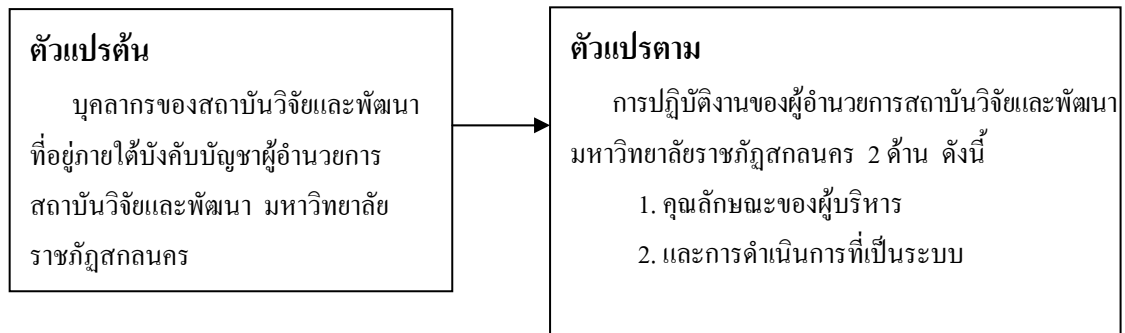 ตัวแปรต้น
บุคลากรของสถาบันวิจัยและพัฒนา
ที่อยู่ภายใต้บังคับบัญชาผู้อำนวยการ
สถาบันวิจัยและพัฒนา มหาวิทยาลัย
ราชภัฏสกลนคร
ตัวแปรตาม
การปฏิบัติงานของผู้อำนวยการสถาบันวิจัยและพัฒนา
มหาวิทยาลัยราชภัฏสกลนคร 2 ด้าน ดังนี้
1. คุณลักษณะของผู้บริหาร
2. และการดำเนินการที่เป็นระบบ